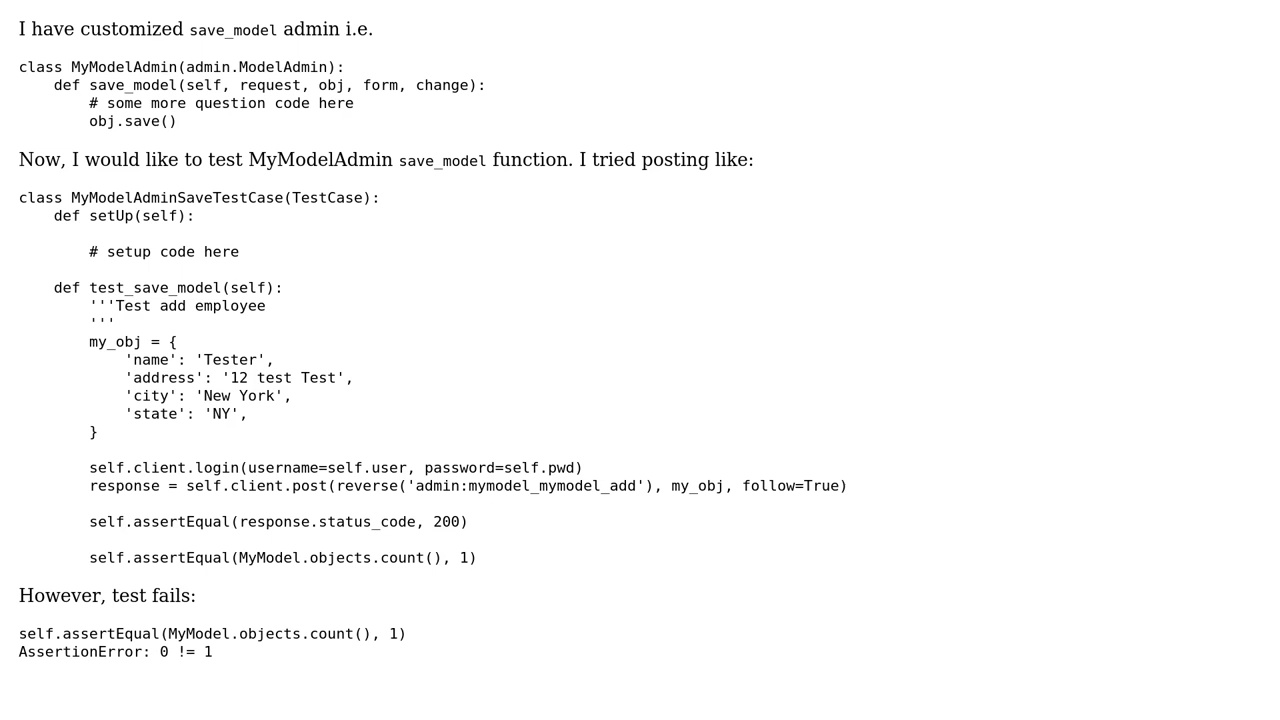 I have customized save_model admin i.e.
class MyModelAdmin(admin.ModelAdmin):
    def save_model(self, request, obj, form, change):
        # some more question code here
        obj.save()
Now, I would like to test MyModelAdmin save_model function. I tried posting like:
class MyModelAdminSaveTestCase(TestCase):
    def setUp(self):
        # setup code here
    def test_save_model(self):
        '''Test add employee
        '''
        my_obj = {
            'name': 'Tester',
            'address': '12 test Test',
            'city': 'New York',
            'state': 'NY',
        }
        self.client.login(username=self.user, password=self.pwd)
        response = self.client.post(reverse('admin:mymodel_mymodel_add'), my_obj, follow=True)
        self.assertEqual(response.status_code, 200)
        self.assertEqual(MyModel.objects.count(), 1)
However, test fails:
self.assertEqual(MyModel.objects.count(), 1)
AssertionError: 0 != 1